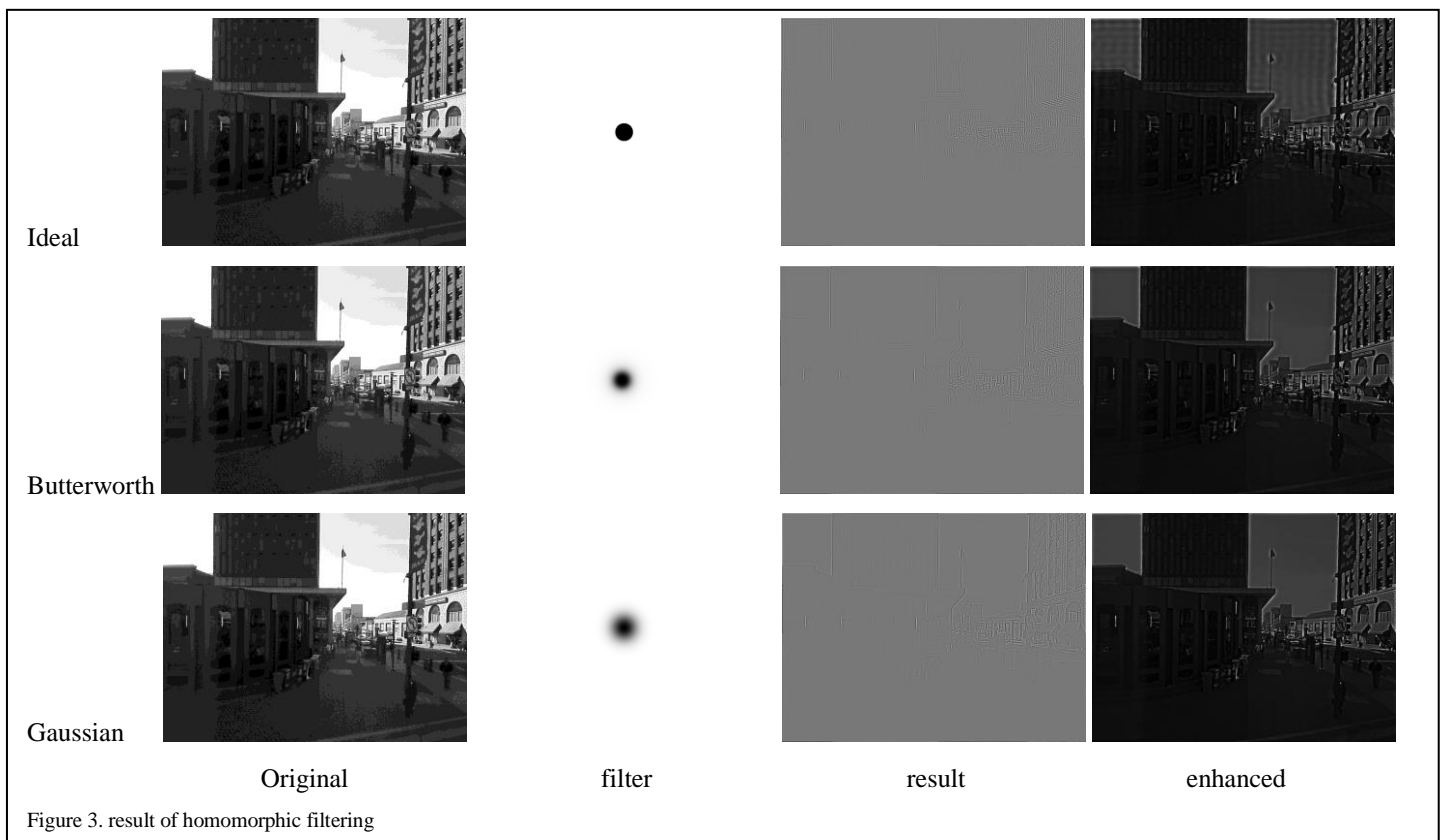 Ideal
Butterworth
Gaussian
Original filter result enhanced
Figure 3. result of homomorphic filtering